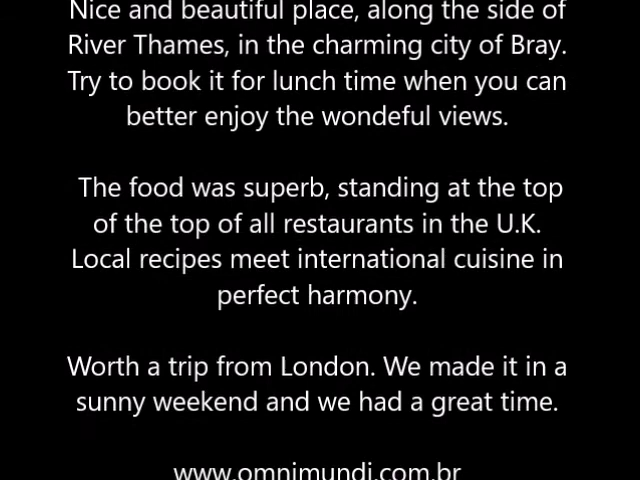 Nice and beautiful place, along the side of
River Thames, in the charming city of Bray.
Try to book it for lunch time when you can
better enjoy the wondeful views.
The food was superb, standing at the top
of the top of all restaurants in the U.K.
Local recipes meet international cuisine in
perfect harmony.
Worth a trip from London. We made it in a
sunny weekend and we had a great time.
www.omnimundi.com.br